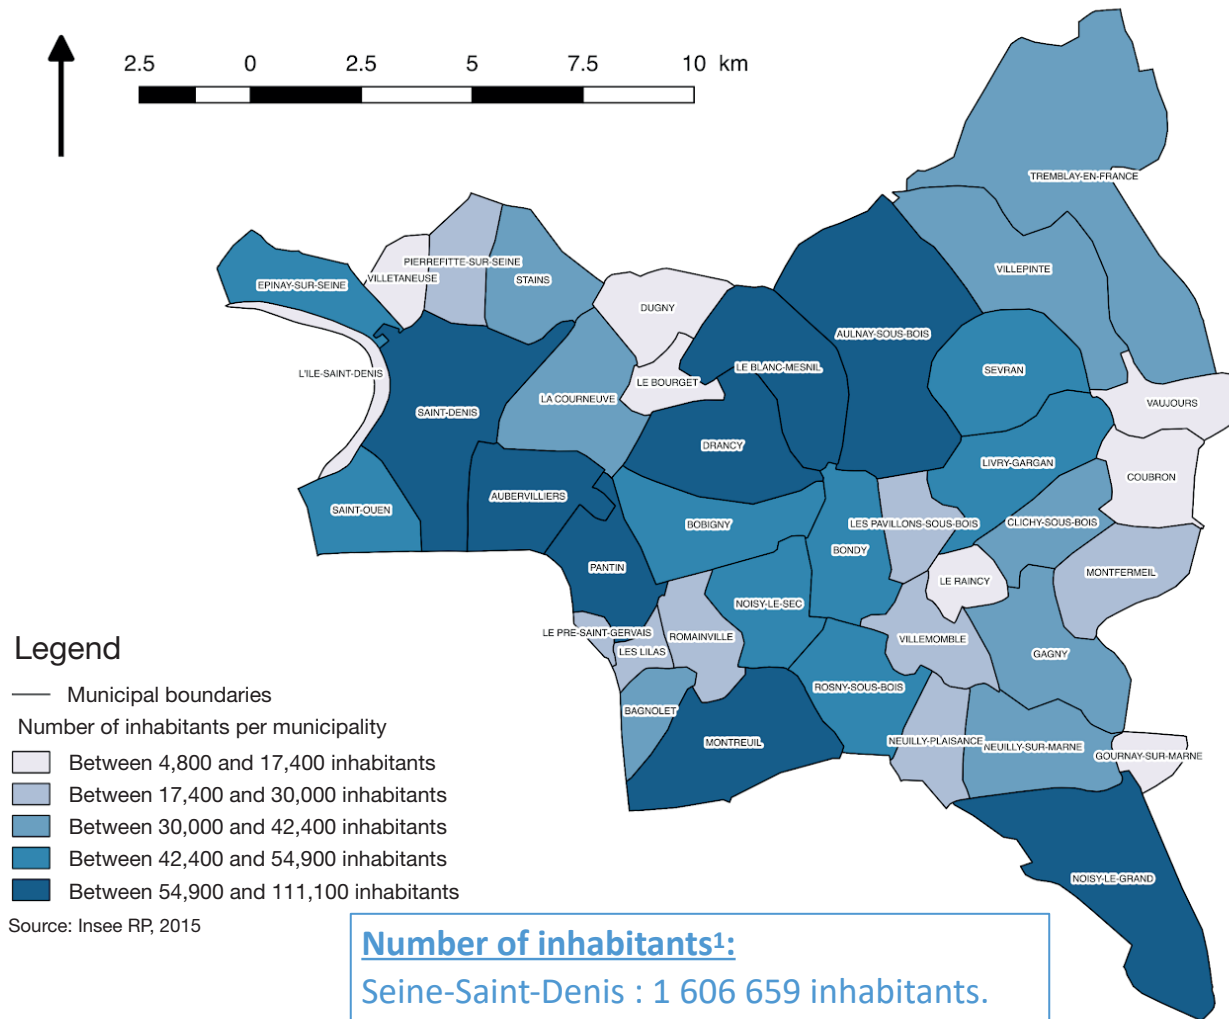 2.5 0 2.5 5 7.5 10 km
TREMBLAY-EN-FRANCE
PIERREFITTE-SUR-SEINE
VILLETANEUSE
STAINS
VILLEPINTE
EPINAY-SUR-SEINE
DUGNY
AULNAY-SOUS-BOIS
L'ILE-SAINT-DENIS
LE BLANC-MESNIL
SEVRAN
LE BOURGET
LA COURNEUVE
VAUJOURS
SAINT-DENIS
DRANCY
LIVRY-GARGAN
COUBRON
AUBERVILLIERS
SAINT-OUEN
BOBIGNY
LES PAVILLONS-SOUS-BOIS
CLICHY-SOUS-BOIS
BONDY
PANTIN
LE RAINCY
MONTFERMEIL
NOISY-LE-SEC
LE PRE-SAINT-GERVAIS
ROMAINVILLE
VILLEMOMBLE
LES LILAS
GAGNY
ROSNY-SOUS-BOIS
BAGNOLET
MONTREUIL
NEUILLY-PLAISANCE
NEUILLY-SUR-MARNE
GOURNAY-SUR-MARNE
NOISY-LE-GRAND
Legend
Municipal boundaries
Number of inhabitants per municipality
Between 4,800 and 17,400 inhabitants
Between 17,400 and 30,000 inhabitants
Between 30,000 and 42,400 inhabitants
Between 42,400 and 54,900 inhabitants
Between 54,900 and 111,100 inhabitants
Source: Insee RP, 2015
Number of inhabitants¹:
Seine-Saint-Denis : 1 606 659 inhabitants.